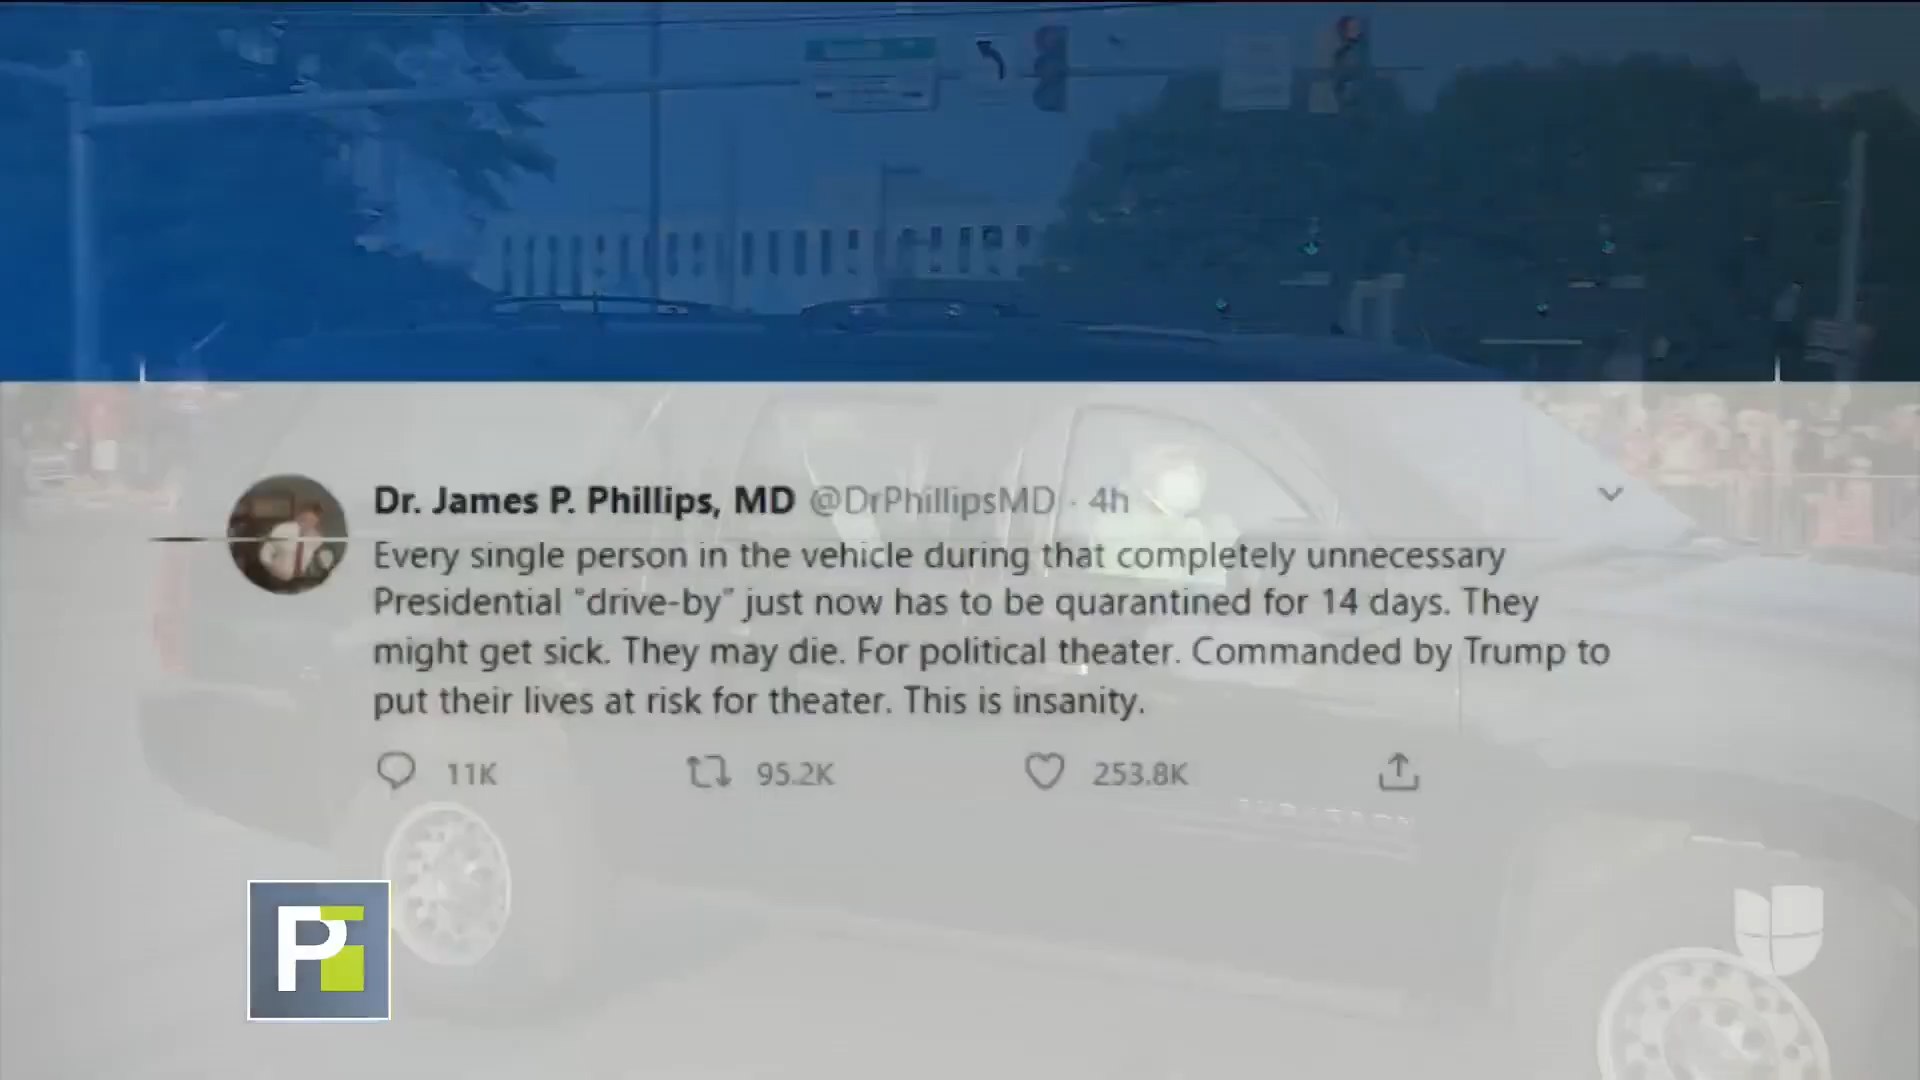 Dr. James P. Phillips, MD @DrPhillipsMD · 4h
Every single person in the vehicle during that completely unnecessary
Presidential "drive-by" just now has to be quarantined for 14 days. They
might get sick. They may die. For political theater. Commanded by Trump to
put their lives at risk for theater. This is insanity.
11K 95.2K 253.8K
SUBURBAN
P